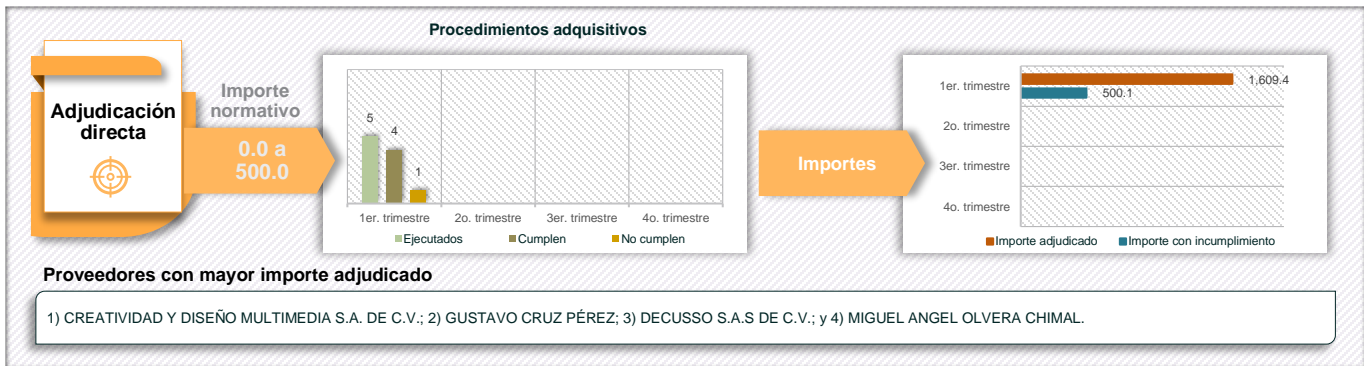 Procedimientos adquisitivos
Adjudicación
directa
Importe
normativo
0.0 a
500.0
5
4
1
1er. trimestre
2o. trimestre
3er. trimestre
4o. trimestre
Ejecutados
Cumplen
No cumplen
Importes
1er. trimestre
1,609.4
500.1
2o. trimestre
3er. trimestre
4o. trimestre
Importe adjudicado
Importe con incumplimiento
Proveedores con mayor importe adjudicado
1) CREATIVIDAD Y DISEÑO MULTIMEDIA S.A. DE C.V.; 2) GUSTAVO CRUZ PÉREZ; 3) DECUSSO S.A.S DE C.V.; y 4) MIGUEL ANGEL OLVERA CHIMAL.